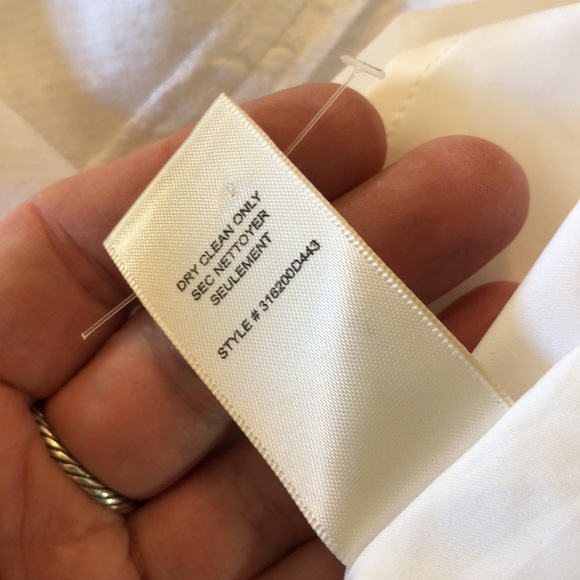 DRY CLEAN ONLY
SEC NETTOYER
SEULEMENT
STYLE # 316200D443